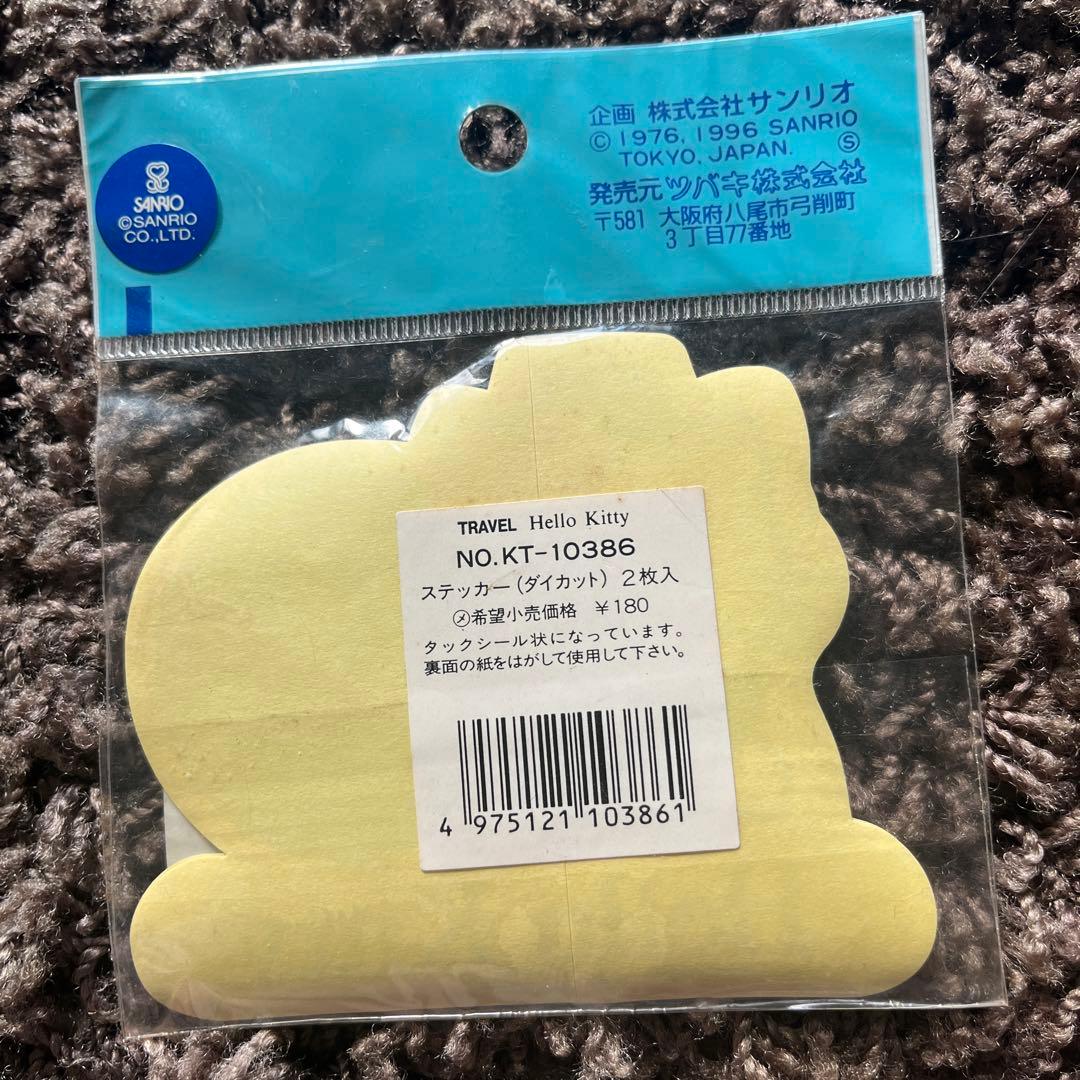 企画 株式会社サンリオ
© 1976, 1996 SANRIO
TOKYO, JAPAN. Ⓢ
発売元 ツバキ株式会社
〒581 大阪府八尾市弓削町
3丁目77番地
SANRIO
©SANRIO
CO.,LTD.
TRAVEL Hello Kitty
NO.KT-10386
ステッカー(ダイカット) 2枚入
㋱希望小売価格 ¥180
タックシール状になっています。
裏面の紙をはがして使用して下さい。
4 975121 103861